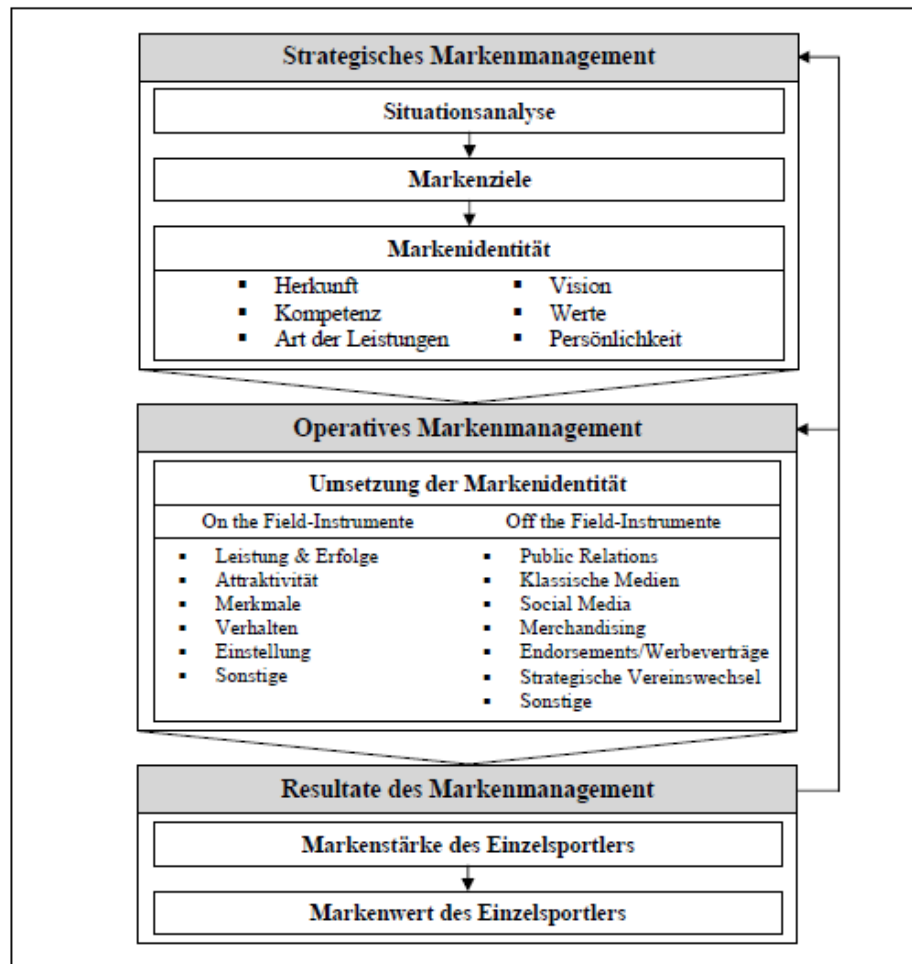 Strategisches Markenmanagement
Situationsanalyse
Markenziele
Markenidentität
▪ Herkunft
▪ Kompetenz
▪ Art der Leistungen
▪ Vision
▪ Werte
▪ Persönlichkeit
Operatives Markenmanagement
Umsetzung der Markenidentität
On the Field-Instrumente
▪ Leistung & Erfolge
▪ Attraktivität
▪ Merkmale
▪ Verhalten
▪ Einstellung
▪ Sonstige
Off the Field-Instrumente
▪ Public Relations
▪ Klassische Medien
▪ Social Media
▪ Merchandising
▪ Endorsements/Werbeverträge
▪ Strategische Vereinswechsel
▪ Sonstige
Resultate des Markenmanagement
Markenstärke des Einzelsportlers
Markenwert des Einzelsportlers